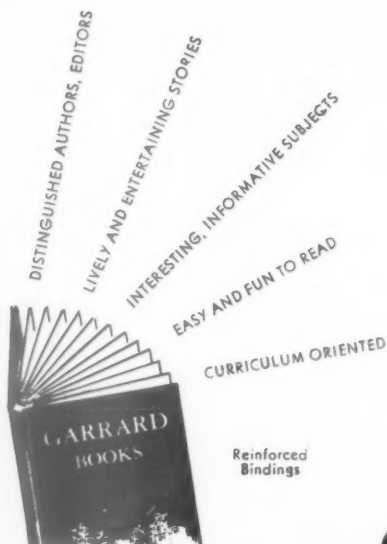 DISTINGUISHED AUTHORS, EDITORS
LIVELY AND ENTERTAINING STORIES
INTERESTING, INFORMATIVE SUBJECTS
EASY AND FUN TO READ
CURRICULUM ORIENTED
GARRARD
BOOKS
Reinforced
Bindings